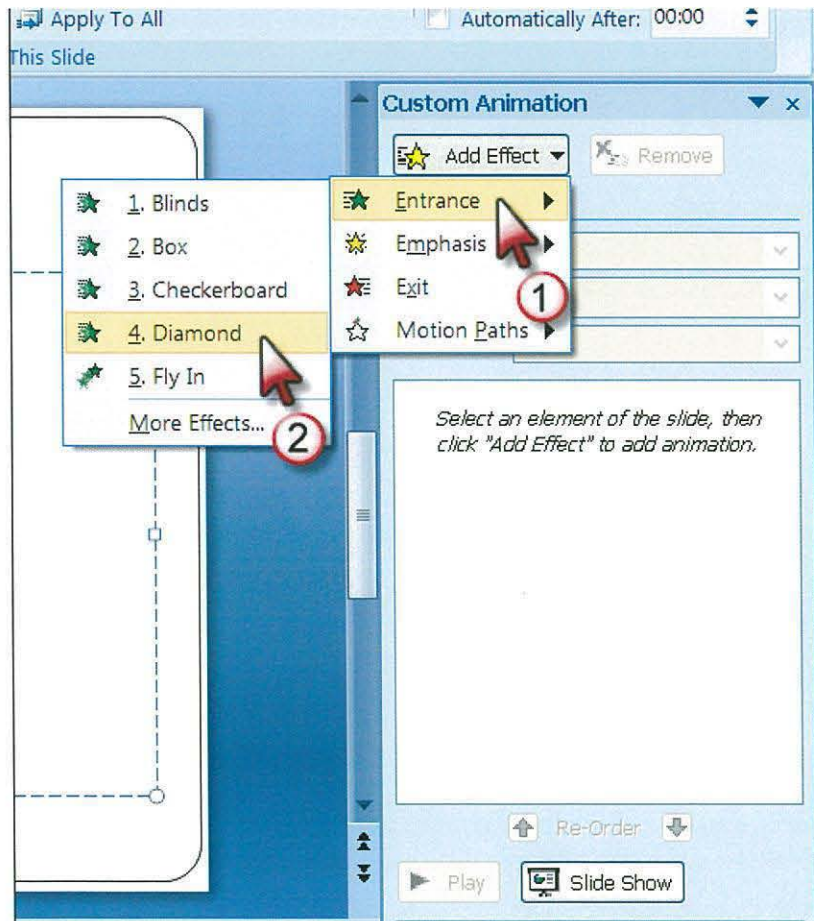 Apply To All
Automatically After: 00:00
This Slide
Custom Animation
Add Effect
Remove
1. Blinds
2. Box
3. Checkerboard
4. Diamond
5. Fly In
More Effects...
2
Entrance
Emphasis
Exit
Motion Paths
1
Select an element of the slide, then
click "Add Effect" to add animation.
Re-Order
Play
Slide Show